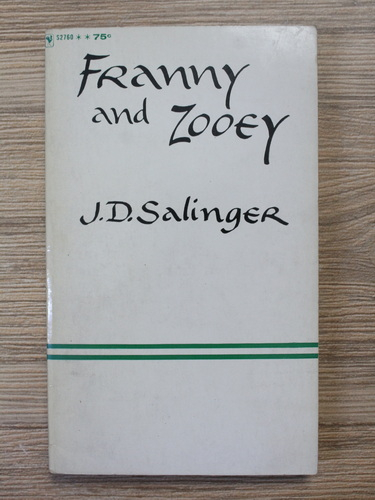 S2760 ✶ ✶ 75¢
Franny
and Zooey
J.D. Salinger